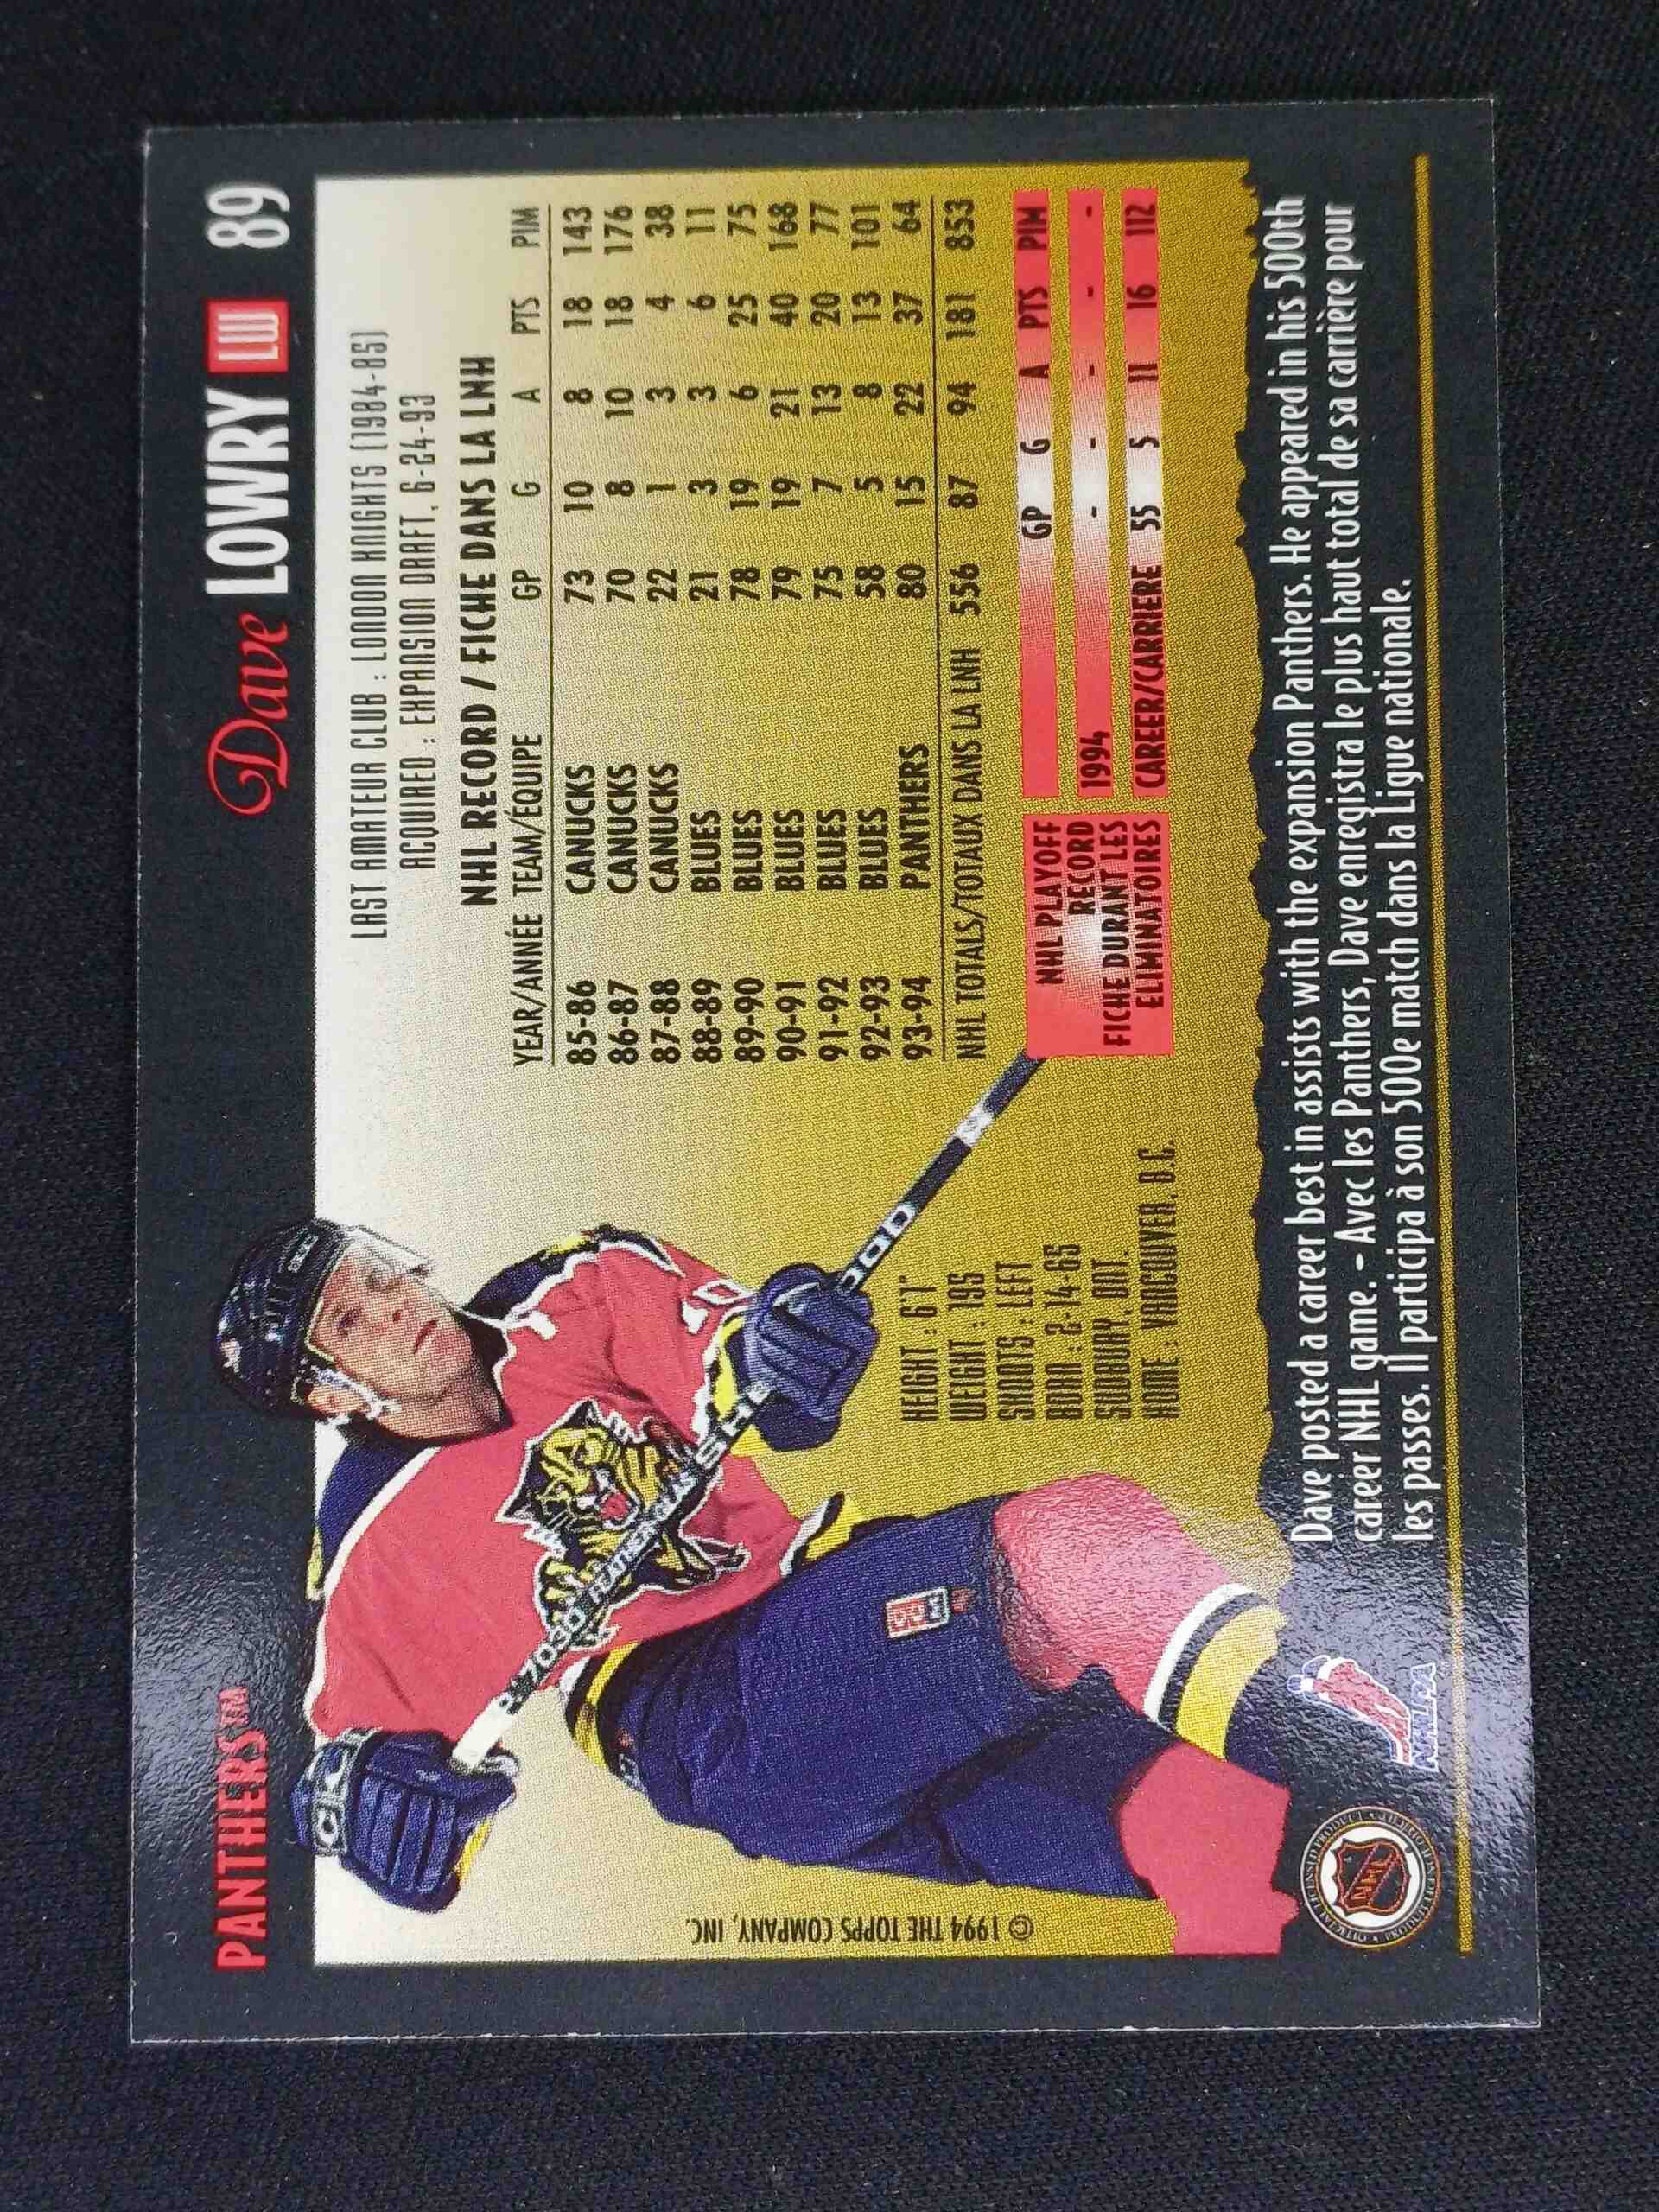 PANTHERS™
Dave LOWRY LW 89
LAST AMATEUR CLUB : LONDON KNIGHTS (1984-85)
ACQUIRED : EXPANSION DRAFT, 6-24-93
NHL RECORD / FICHE DANS LA LNH
YEAR/ANNÉE TEAM/ÉQUIPE GP G A PTS PIM
85-86 CANUCKS 73 10 8 18 143
86-87 CANUCKS 70 8 10 18 176
87-88 CANUCKS 22 1 3 4 38
88-89 BLUES 21 3 3 6 11
89-90 BLUES 78 19 6 25 75
90-91 BLUES 79 19 21 40 168
91-92 BLUES 75 7 13 20 77
92-93 BLUES 58 5 8 13 101
93-94 PANTHERS 80 15 22 37 64
NHL TOTALS/TOTAUX DANS LA LNH 556 87 94 181 853
NHL PLAYOFF
RECORD
FICHE DURANT LES
ELIMINATOIRES
GP G A PTS PIM
1994 - - - - -
CAREER/CARRIERE 55 5 11 16 112
HEIGHT : 6'1"
WEIGHT : 195
SHOOTS : LEFT
BORN : 2-14-65
SUDBURY, ONT.
HOME : VANCOUVER, B.C.
Dave posted a career best in assists with the expansion Panthers. He appeared in his 500th
career NHL game. - Avec les Panthers, Dave enregistra le plus haut total de sa carrière pour
les passes. Il participa à son 500e match dans la Ligue nationale.
© 1994 THE TOPPS COMPANY, INC.
NHLPA
NHL
CCM